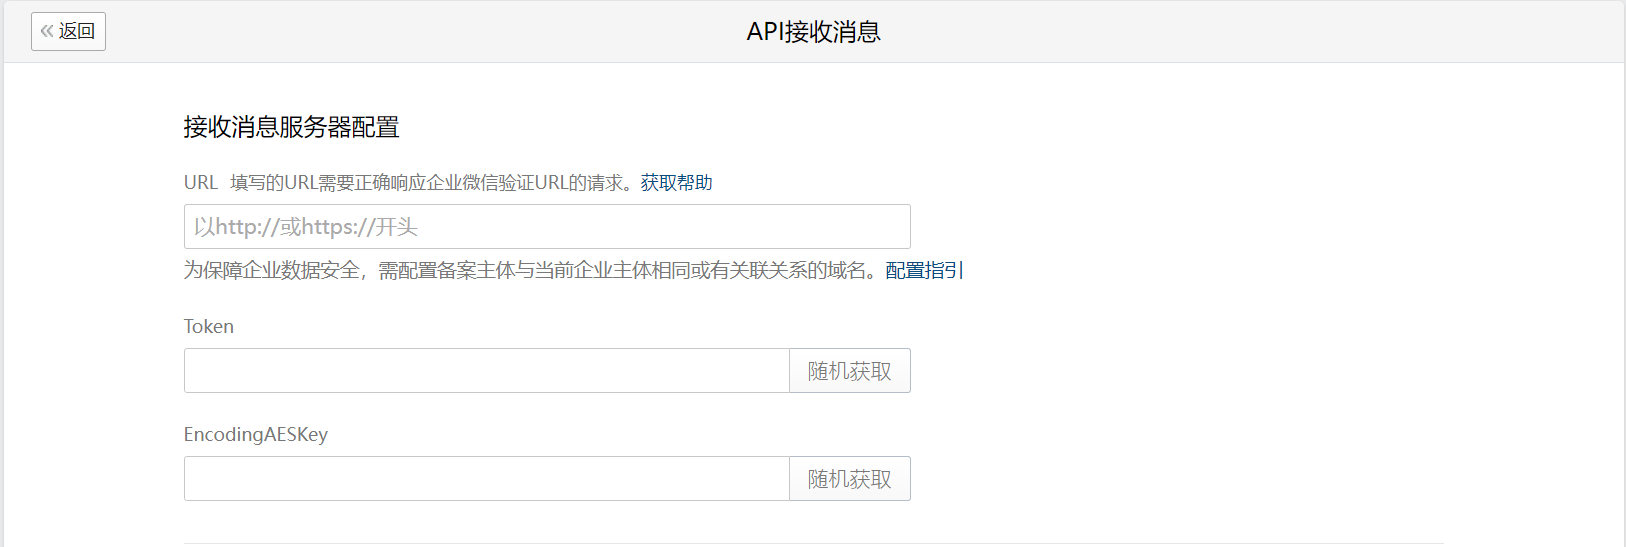 返回
API接收消息
接收消息服务器配置
URL 填写的URL需要正确响应企业微信验证URL的请求。获取帮助
以http://或https://开头
为保障企业数据安全，需配置备案主体与当前企业主体相同或有关联关系的域名。配置指引
Token
随机获取
EncodingAESKey
随机获取